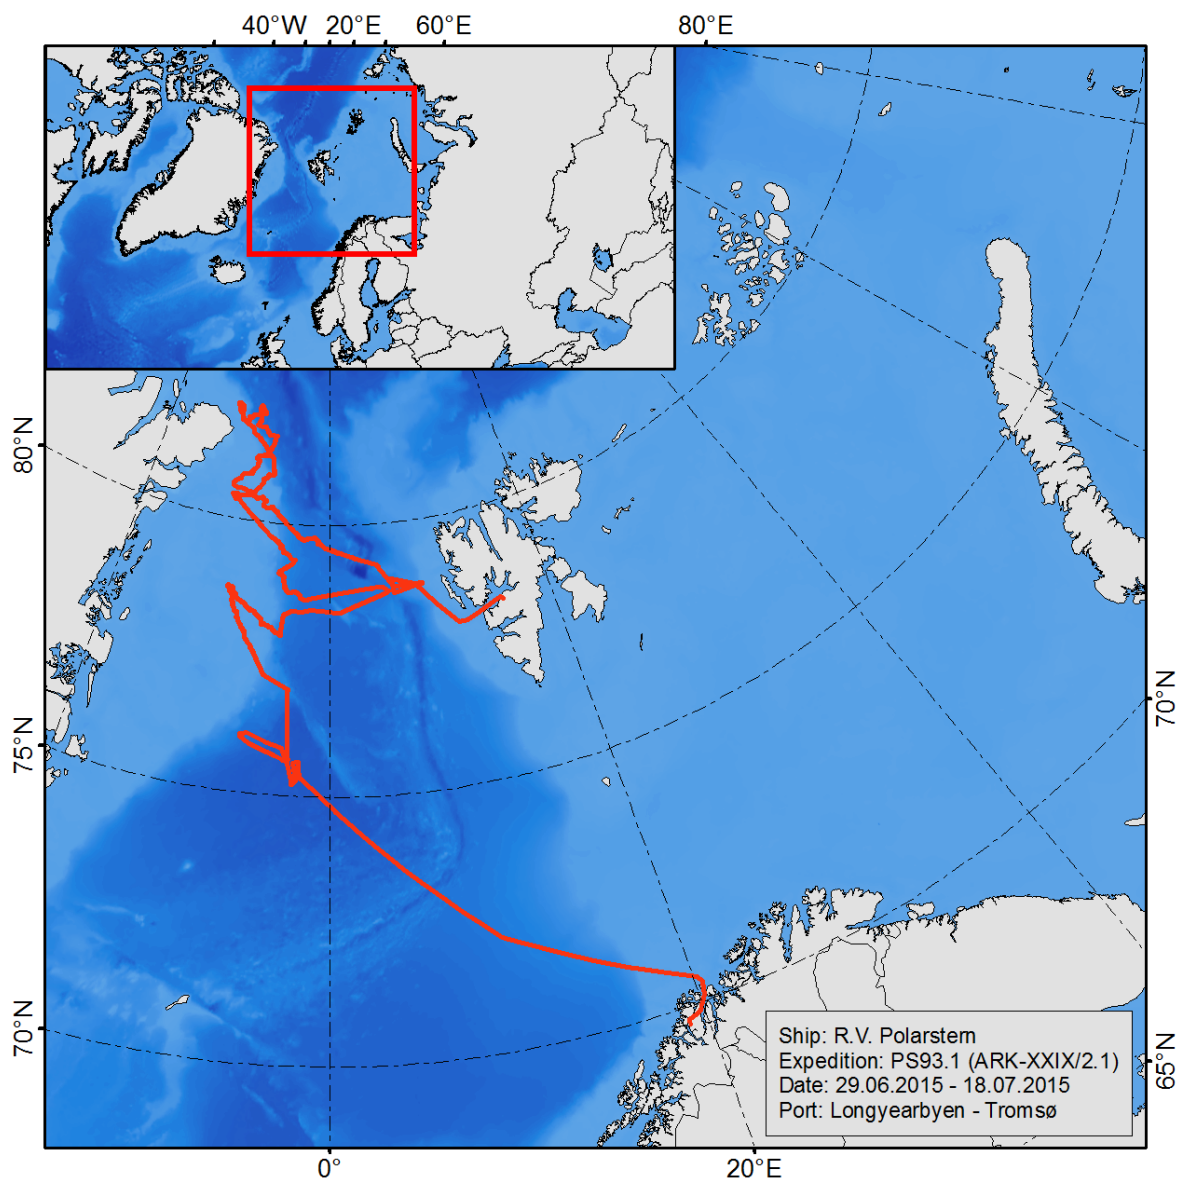 40°W 20°E 60°E 80°E
80°N
75°N
70°N
70°N
65°N
Ship: R.V. Polarstern
Expedition: PS93.1 (ARK-XXIX/2.1)
Date: 29.06.2015 - 18.07.2015
Port: Longyearbyen - Tromsø
0° 20°E